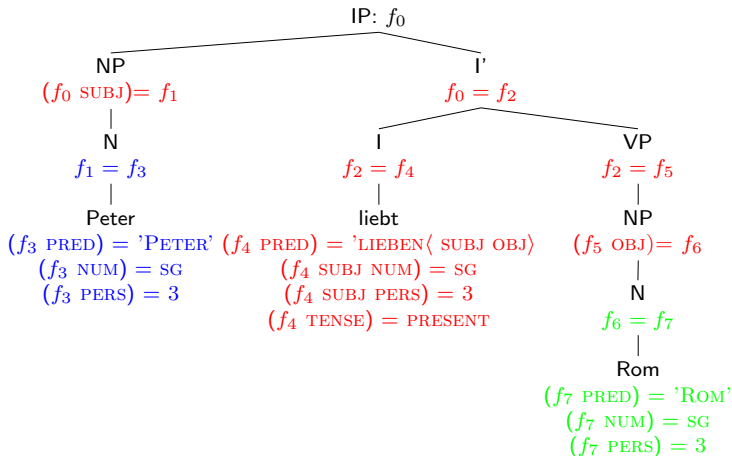 IP: f₀
NP I'
(f₀ SUBJ)= f₁ f₀ = f₂
N I VP
f₁ = f₃ f₂ = f₄ f₂ = f₅
Peter liebt NP
(f₃ PRED) = 'PETER' (f₄ PRED) = 'LIEBEN⟨ SUBJ OBJ⟩ (f₅ OBJ)= f₆
(f₃ NUM) = SG (f₄ SUBJ NUM) = SG N
(f₃ PERS) = 3 (f₄ SUBJ PERS) = 3 f₆ = f₇
(f₄ TENSE) = PRESENT
Rom
(f₇ PRED) = 'ROM'
(f₇ NUM) = SG
(f₇ PERS) = 3